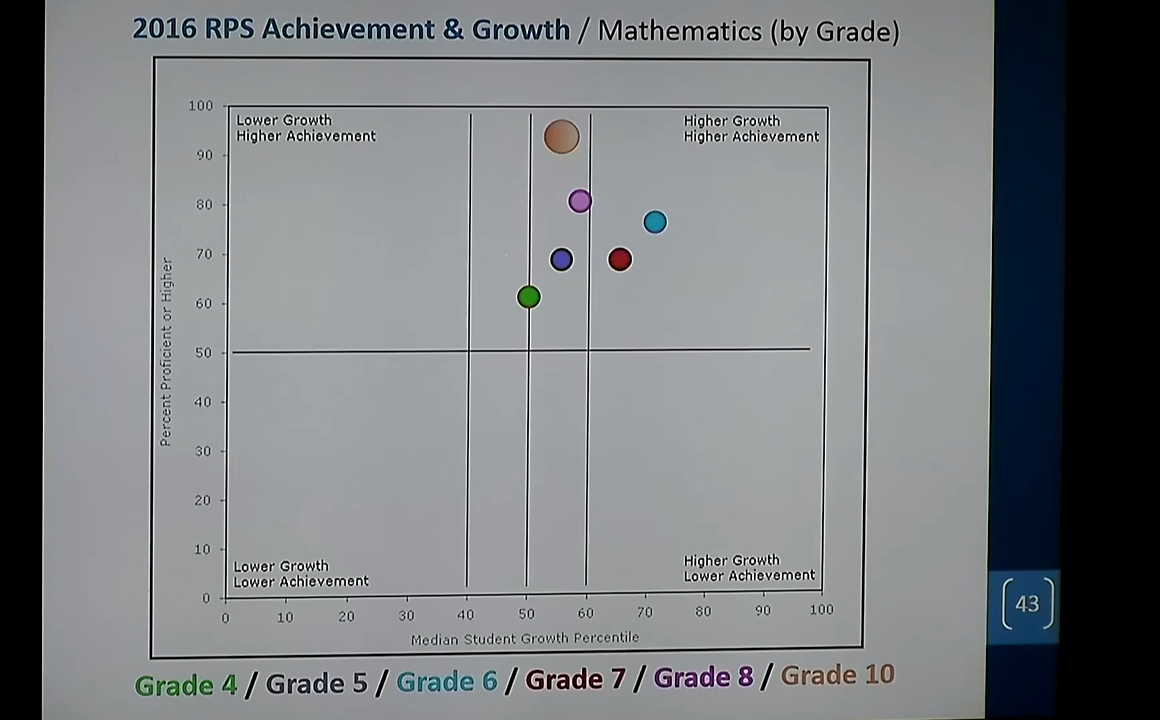 2016 RPS Achievement & Growth / Mathematics (by Grade)
Lower Growth
Higher Achievement
Higher Growth
Higher Achievement
100
90
80
70
60
50
40
30
20
10
0
Percent Proficient or Higher
Lower Growth
Lower Achievement
Higher Growth
Lower Achievement
0 10 20 30 40 50 60 70 80 90 100
Median Student Growth Percentile
Grade 4 / Grade 5 / Grade 6 / Grade 7 / Grade 8 / Grade 10
43